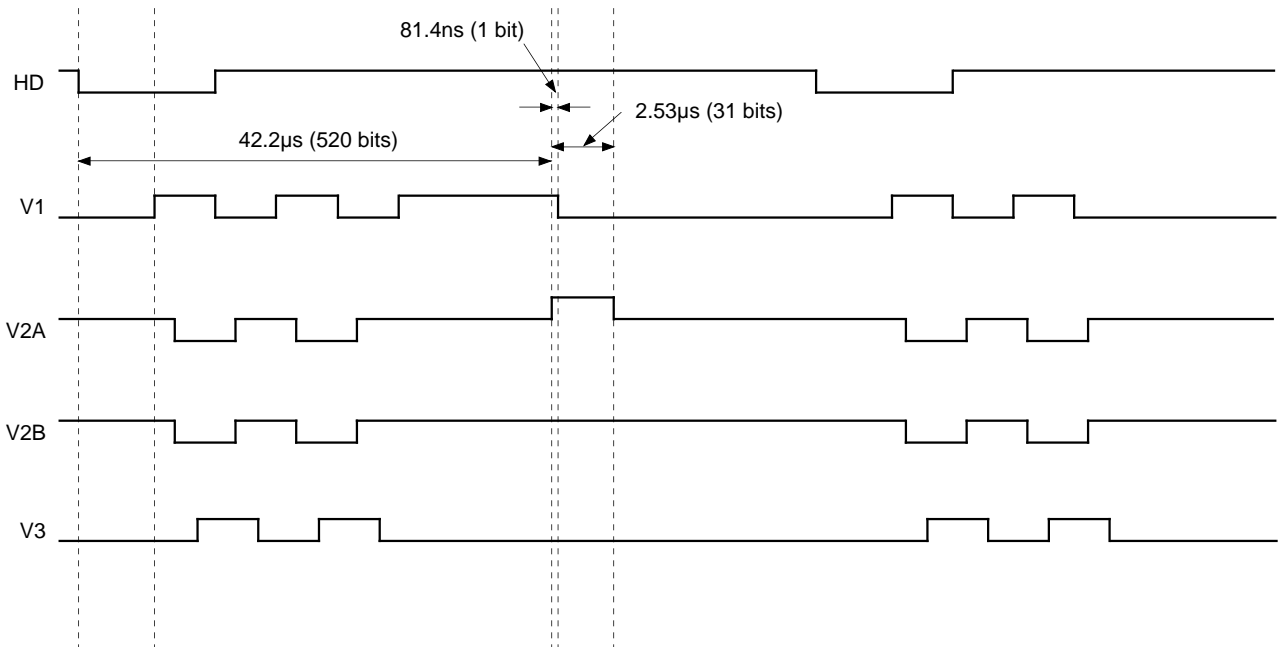 81.4ns (1 bit)
HD
2.53µs (31 bits)
42.2µs (520 bits)
V1
V2A
V2B
V3